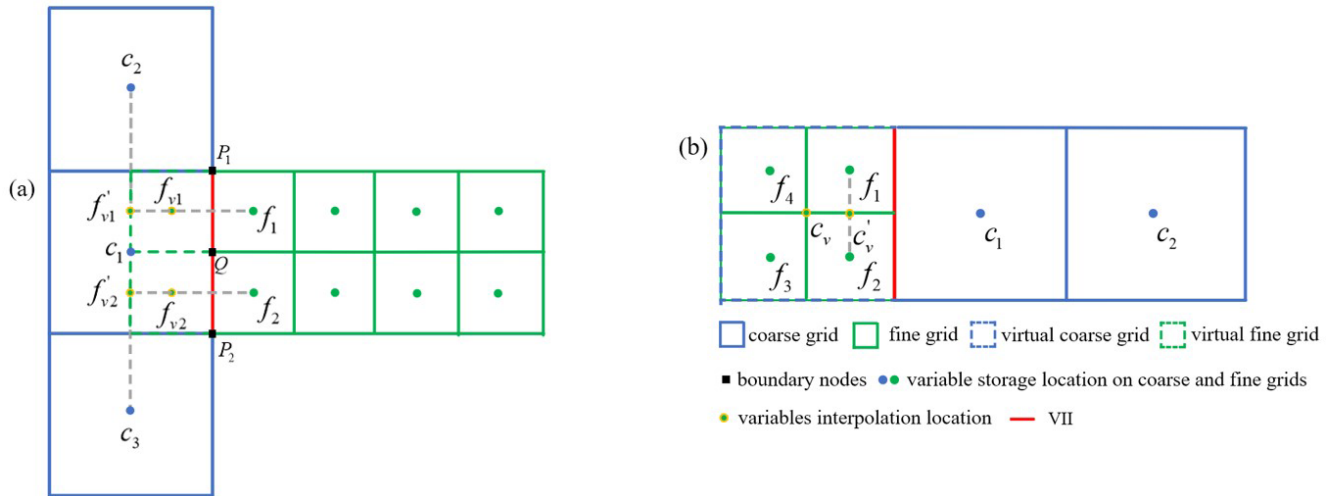 (a)
c₂
P₁
f'ᵥ₁ fᵥ₁ f₁
c₁ Q
f'ᵥ₂ fᵥ₂ f₂
P₂
c₃
(b)
f₄ f₁
cᵥ c'ᵥ c₁ c₂
f₃ f₂
coarse grid fine grid virtual coarse grid virtual fine grid
boundary nodes variable storage location on coarse and fine grids
variables interpolation location VII